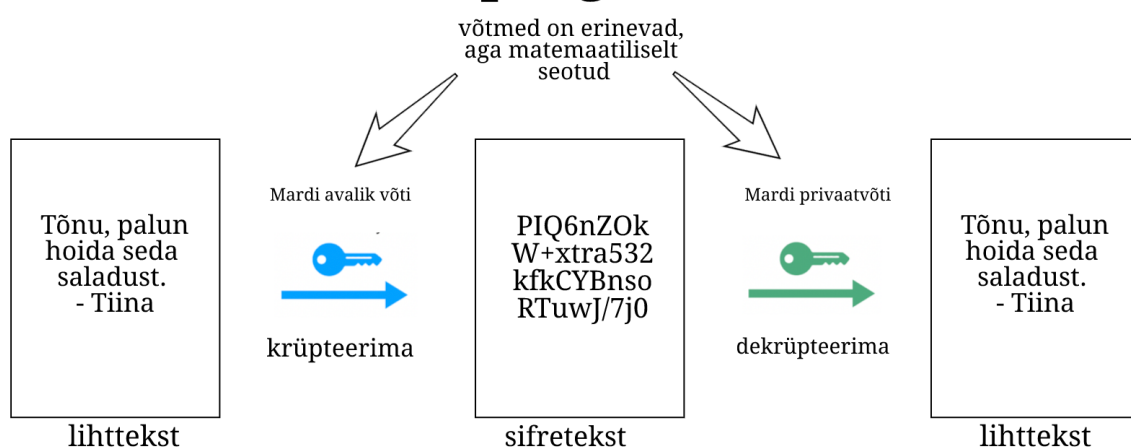 võtmed on erinevad,
aga matemaatiliselt
seotud
Mardi avalik võti
Mardi privaatvõti
Tõnu, palun
hoida seda
saladust.
- Tiina
PIQ6nZOk
W+xtra532
kfkCYBnso
RTuwJ/7j0
Tõnu, palun
hoida seda
saladust.
- Tiina
krüpteerima
dekrüpteerima
lihttekst
sifretekst
lihttekst